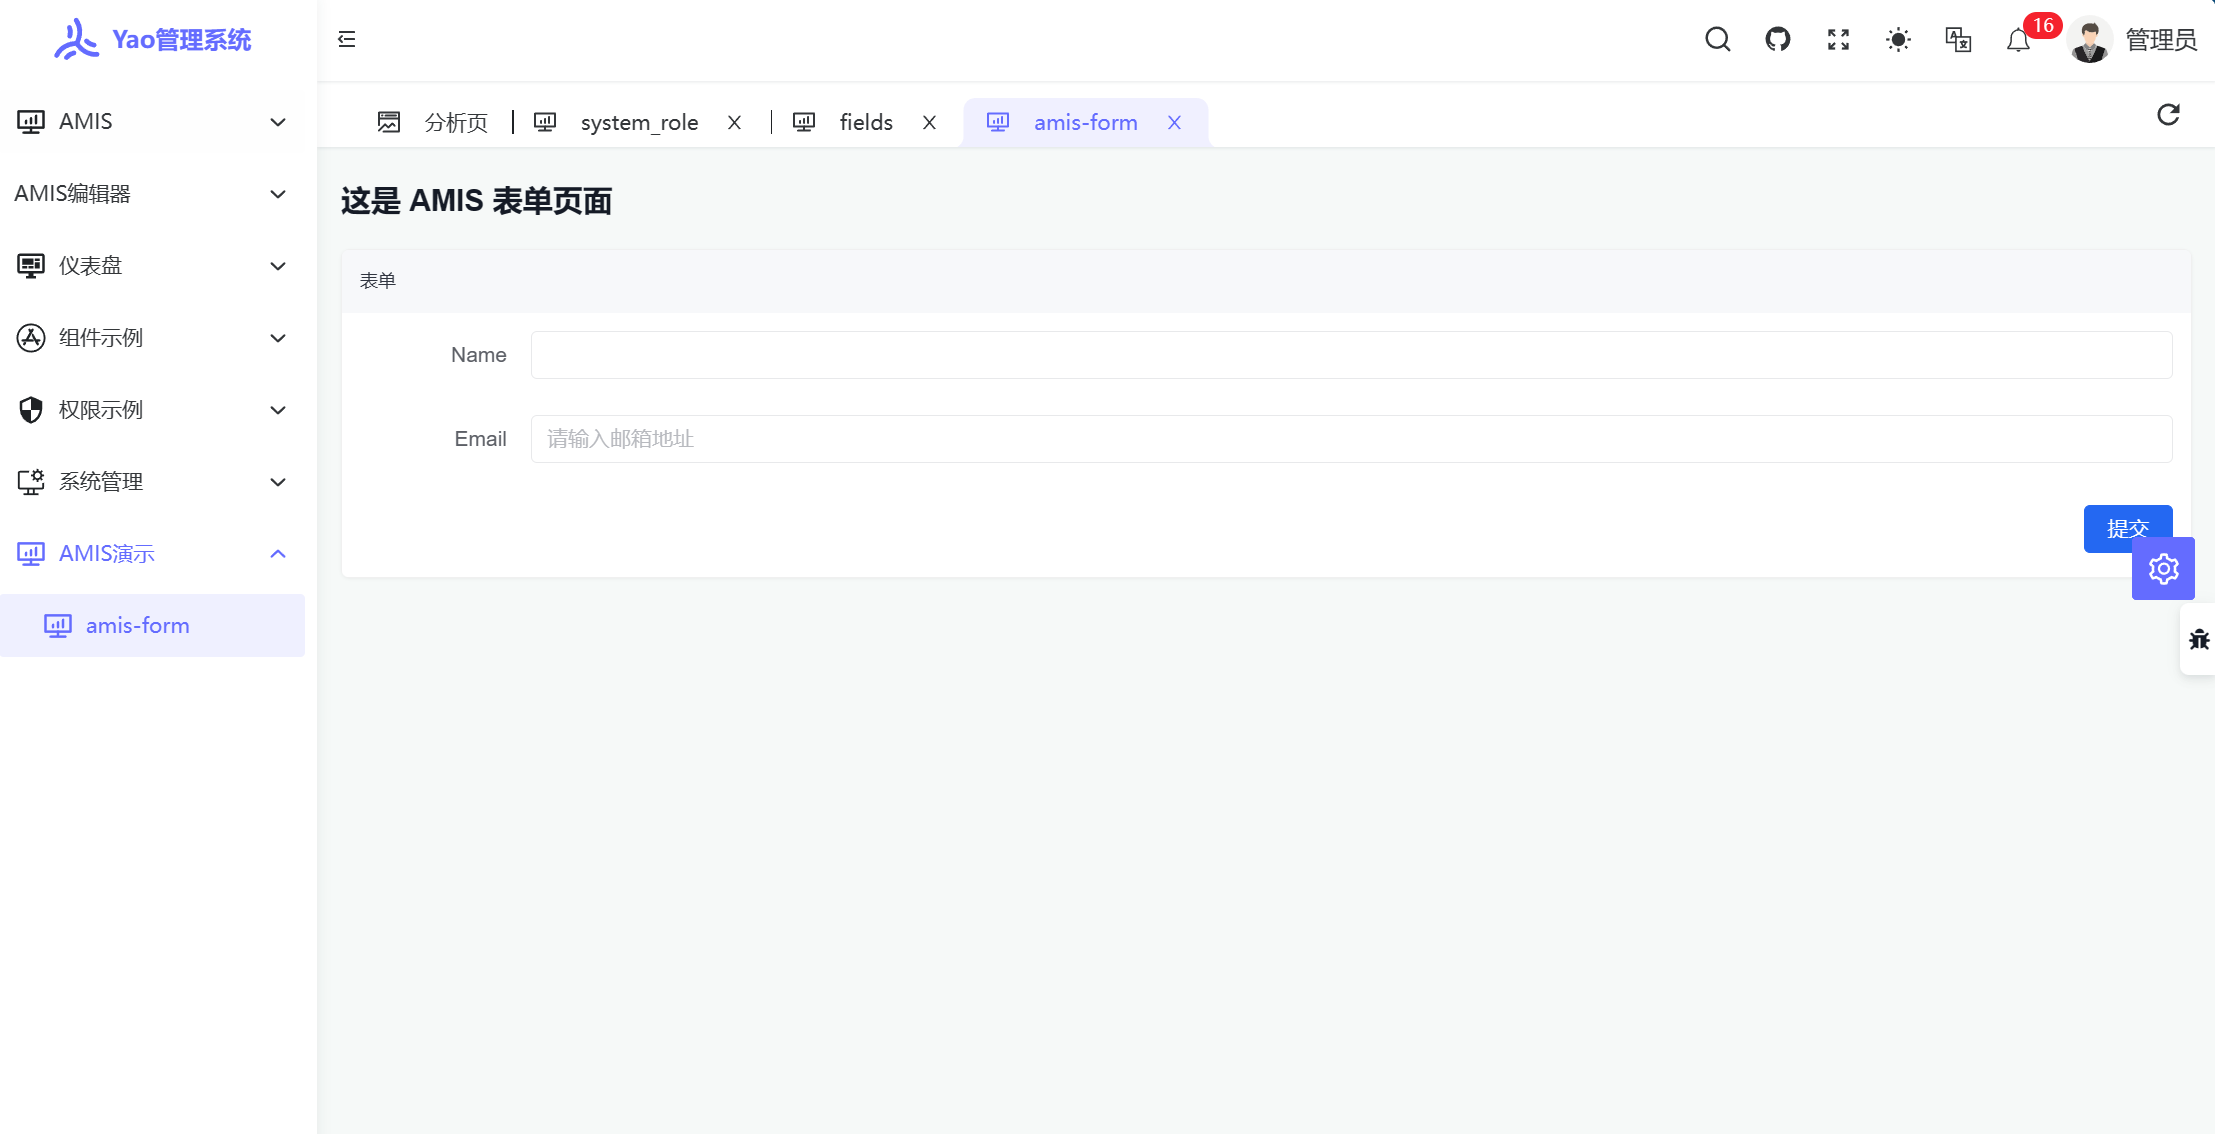 Yao管理系统
16
管理员
AMIS
AMIS编辑器
仪表盘
组件示例
权限示例
系统管理
AMIS演示
amis-form
分析页
system_role
fields
amis-form
这是 AMIS 表单页面
表单
Name
Email
请输入邮箱地址
提交